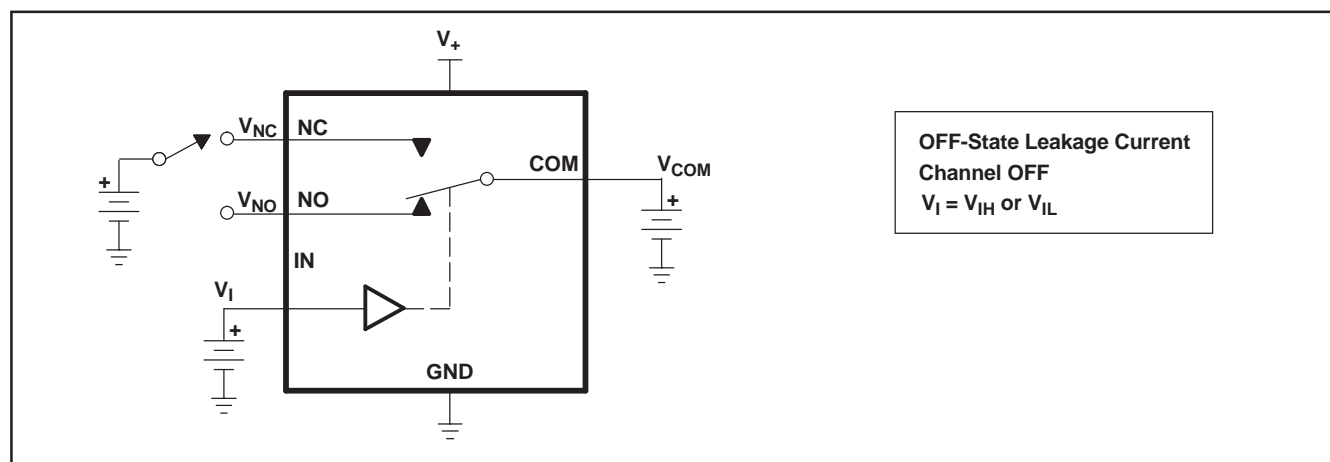 V+
VNC NC
+
COM VCOM
VNO NO
+
IN
VI
+
GND
OFF-State Leakage Current
Channel OFF
VI = VIH or VIL